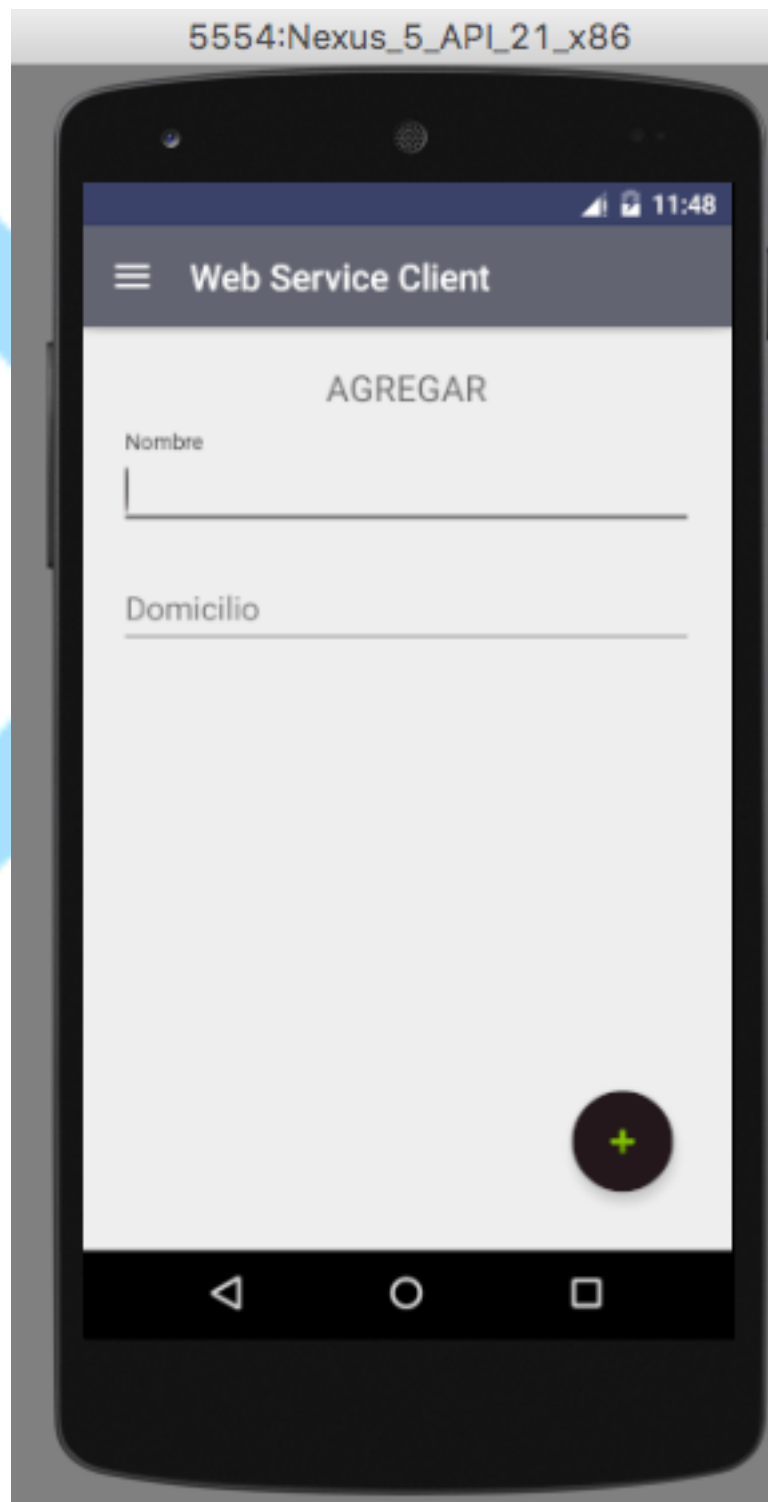 5554:Nexus_5_API_21_x86
11:48
Web Service Client
AGREGAR
Nombre
Domicilio